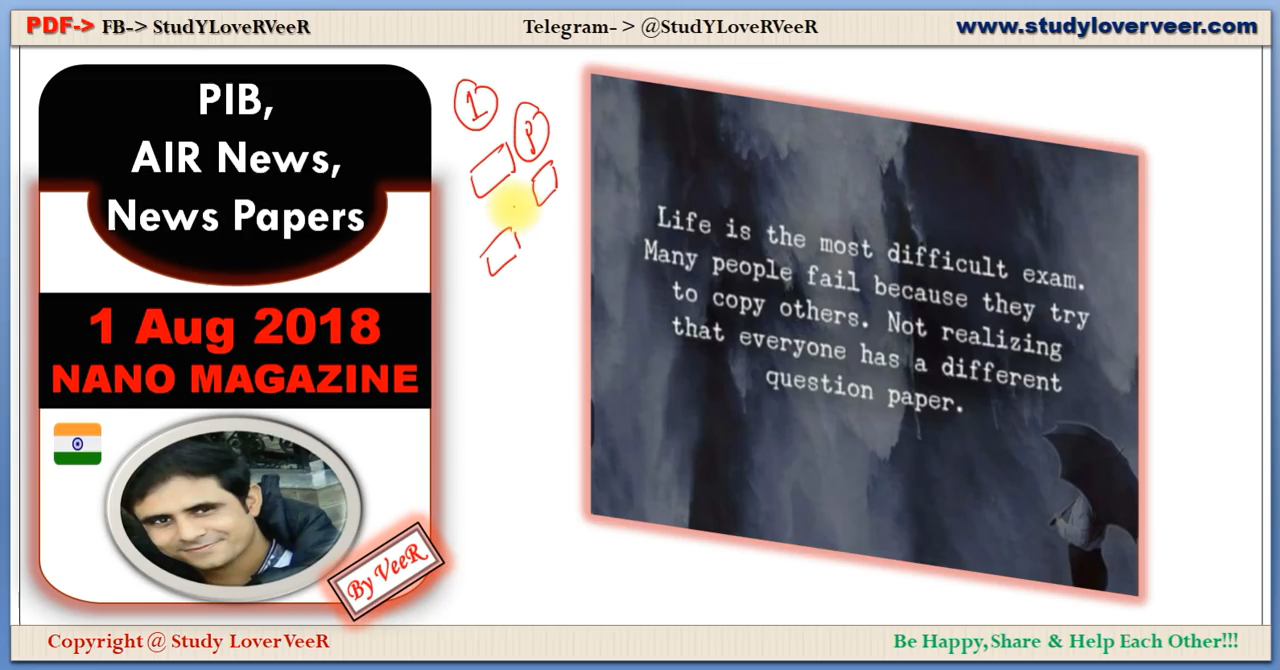 PDF-> FB-> StudYLoveRVeeR
Telegram- > @StudYLoveRVeeR
www.studyloverveer.com
PIB,
AIR News,
News Papers
1 Aug 2018
NANO MAGAZINE
By VeeR
1
Life is the most difficult exam.
Many people fail because they try
to copy others. Not realizing
that everyone has a different
question paper.
Copyright @ Study LoverVeeR
Be Happy,Share & Help Each Other!!!